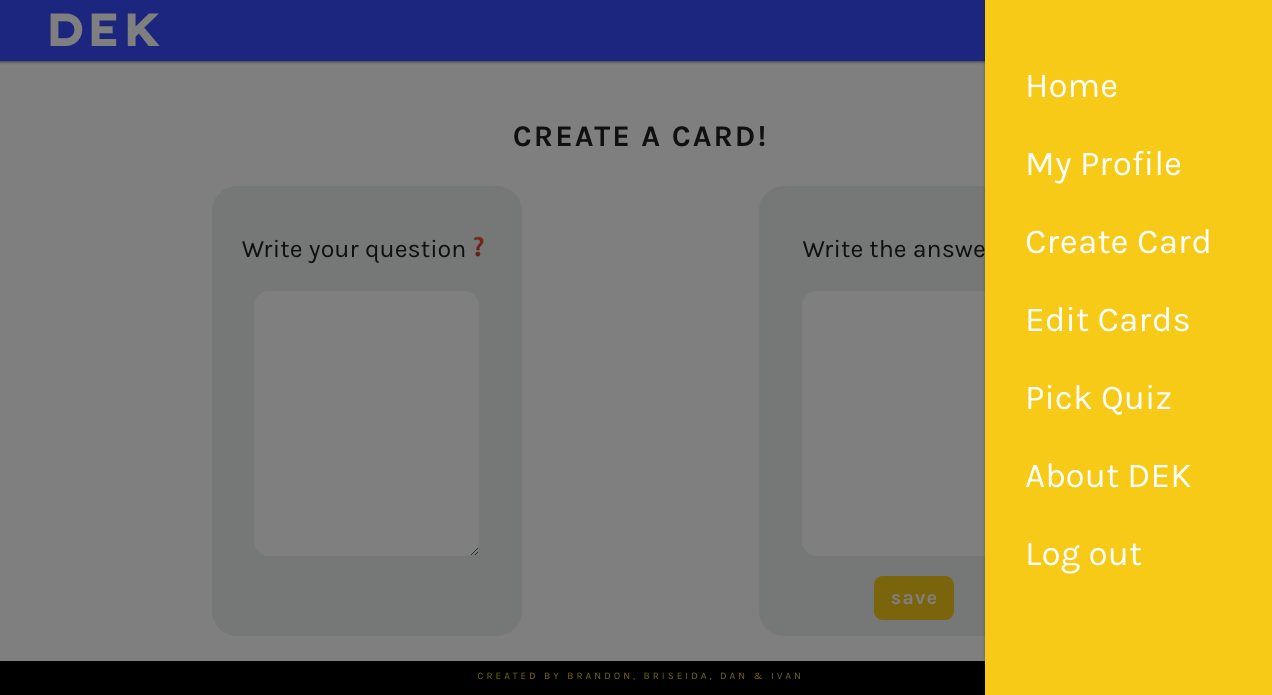 DEK
CREATE A CARD!
Write your question ❓
Write the answe
save
CREATED BY BRANDON, BRISEIDA, DAN & IVAN
Home
My Profile
Create Card
Edit Cards
Pick Quiz
About DEK
Log out